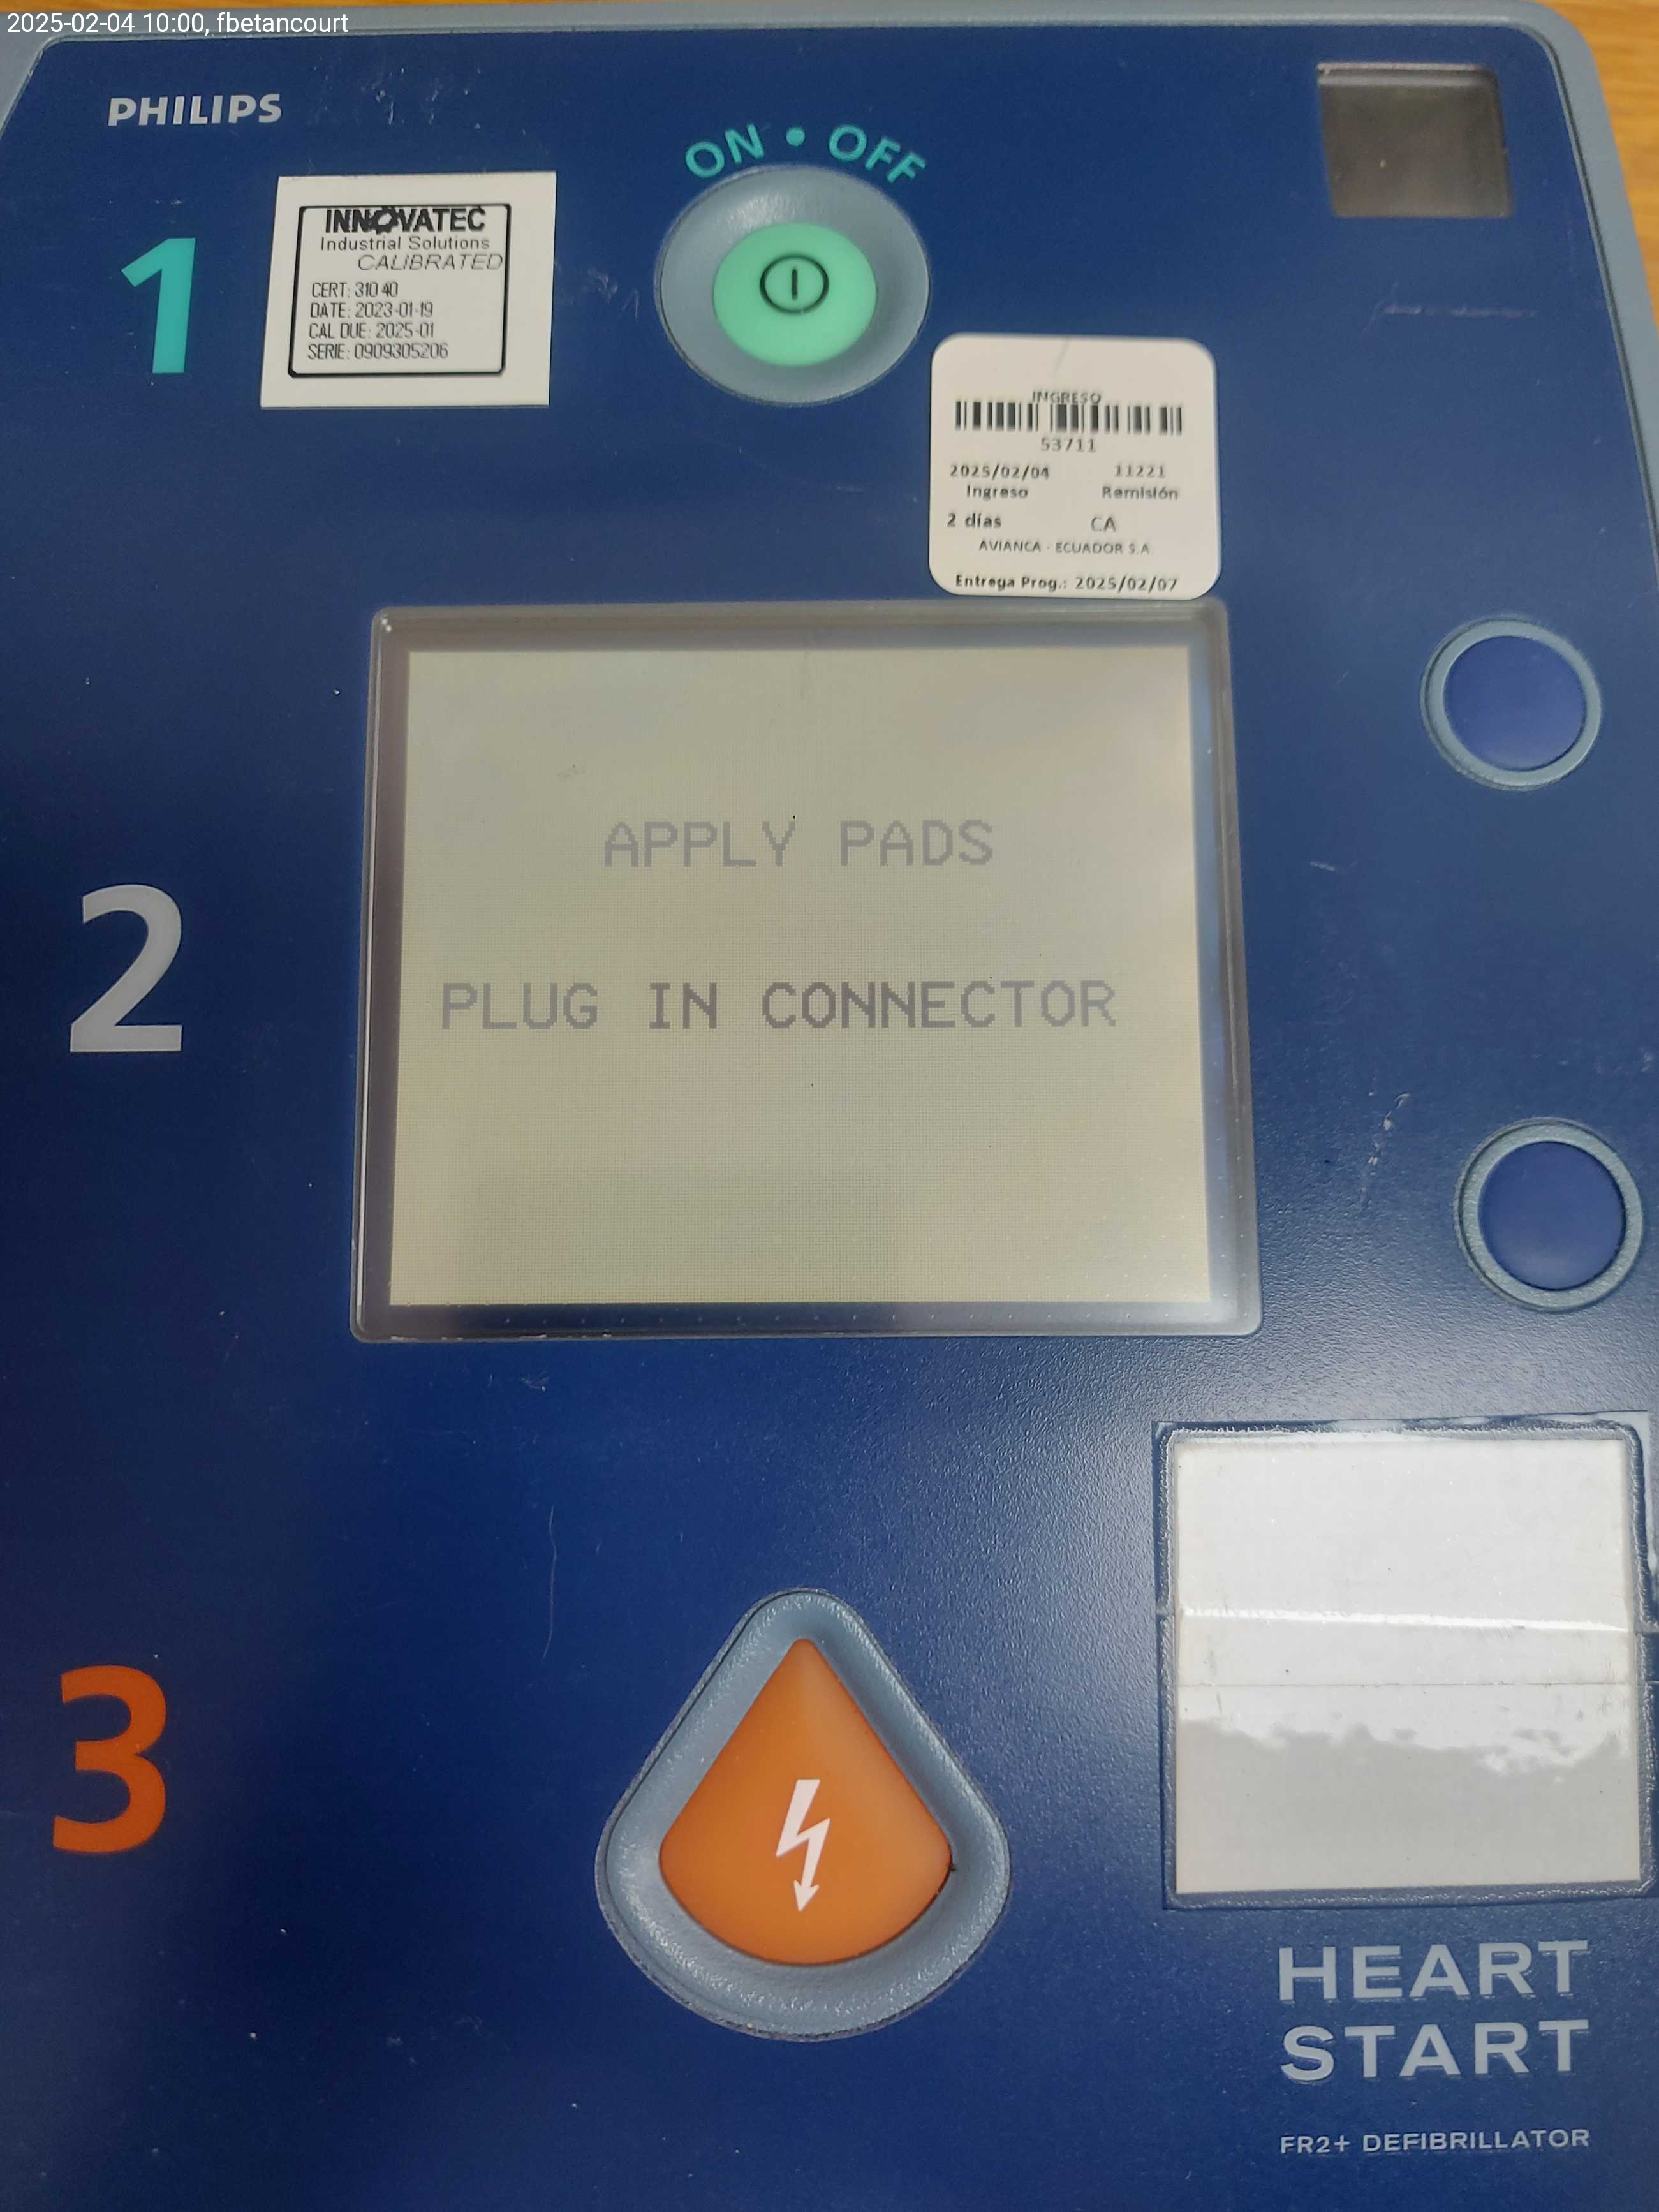 2025-02-04 10:00, fbetancourt
PHILIPS
ON • OFF
1
INNOVATEC
Industrial Solutions
CALIBRATED
CERT: 310 40
DATE: 2023-01-19
CAL DUE: 2025-01
SERIE: 0909305206
INGRESO
53711
2025/02/04 11221
Ingreso Remisión
2 días CA
AVIANCA - ECUADOR S.A
Entrega Prog.: 2025/02/07
APPLY PADS
2
PLUG IN CONNECTOR
3
HEART
START
FR2+ DEFIBRILLATOR